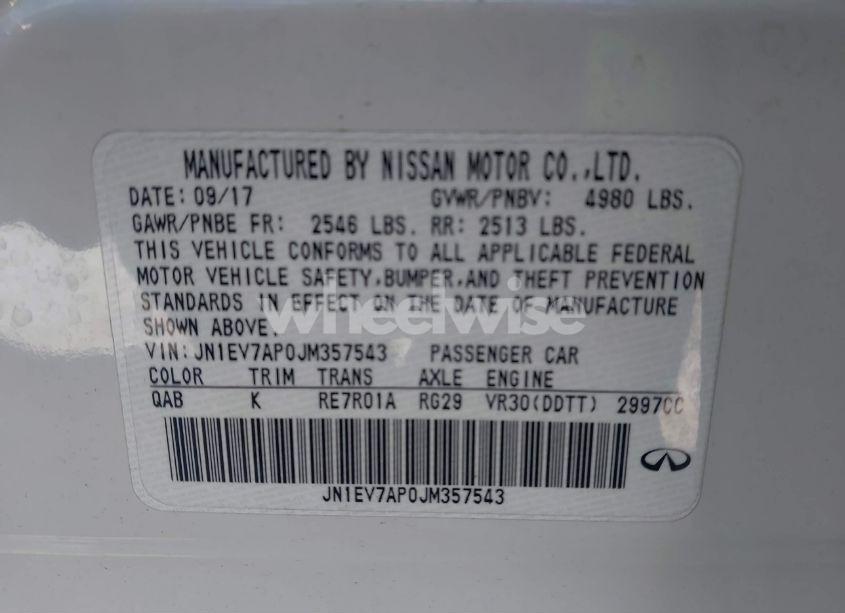 MANUFACTURED BY NISSAN MOTOR CO.,LTD.
DATE: 09/17 GVWR/PNBV: 4980 LBS.
GAWR/PNBE FR: 2546 LBS. RR: 2513 LBS.
THIS VEHICLE CONFORMS TO ALL APPLICABLE FEDERAL
MOTOR VEHICLE SAFETY,BUMPER,AND THEFT PREVENTION
STANDARDS IN EFFECT ON THE DATE OF MANUFACTURE
SHOWN ABOVE.
wheelwise
VIN:JN1EV7AP0JM357543 PASSENGER CAR
COLOR TRIM TRANS AXLE ENGINE
QAB K RE7R01A RG29 VR30(DDTT) 2997CC
JN1EV7AP0JM357543